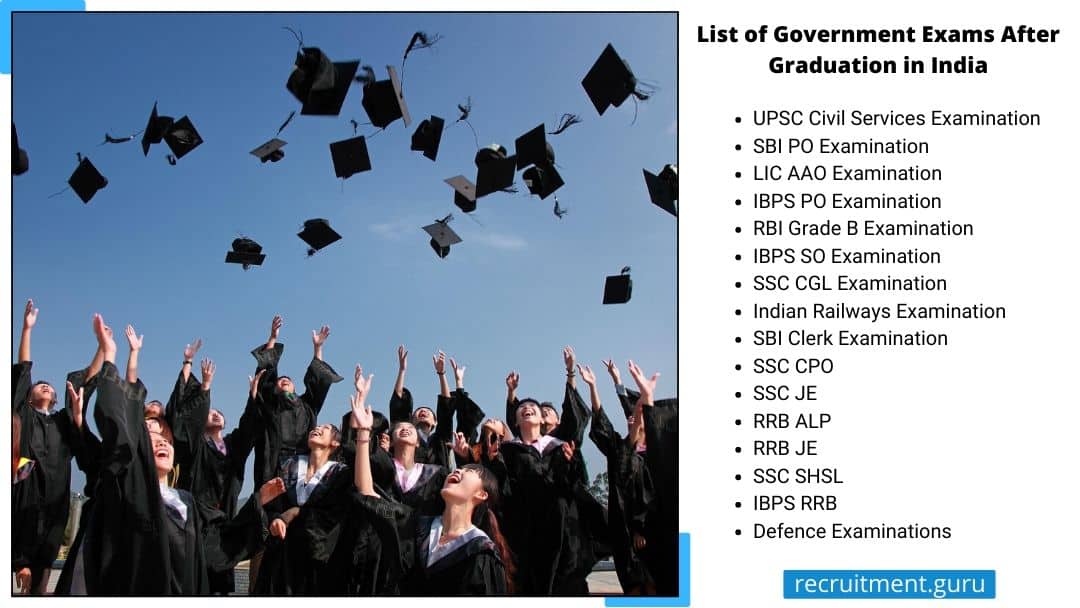 List of Government Exams After
Graduation in India
• UPSC Civil Services Examination
• SBI PO Examination
• LIC AAO Examination
• IBPS PO Examination
• RBI Grade B Examination
• IBPS SO Examination
• SSC CGL Examination
• Indian Railways Examination
• SBI Clerk Examination
• SSC CPO
• SSC JE
• RRB ALP
• RRB JE
• SSC SHSL
• IBPS RRB
• Defence Examinations
recruitment.guru